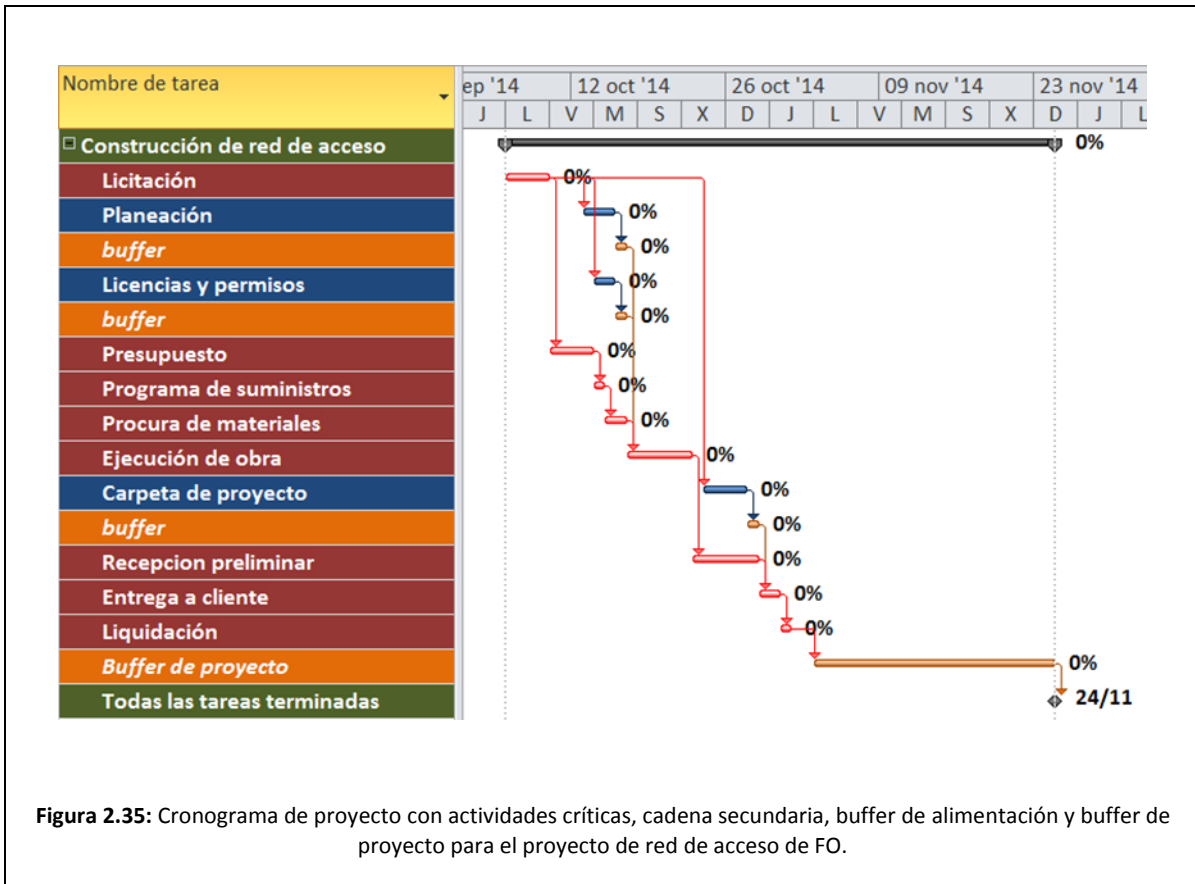 Nombre de tarea
ep '14 12 oct '14 26 oct '14 09 nov '14 23 nov '14
J L V M S X D J L V M S X D J L
Construcción de red de acceso 0%
Licitación 0%
Planeación 0%
buffer 0%
Licencias y permisos 0%
buffer 0%
Presupuesto 0%
Programa de suministros 0%
Procura de materiales 0%
Ejecución de obra 0%
Carpeta de proyecto 0%
buffer 0%
Recepcion preliminar 0%
Entrega a cliente 0%
Liquidación 0%
Buffer de proyecto 0%
Todas las tareas terminadas 24/11
Figura 2.35: Cronograma de proyecto con actividades críticas, cadena secundaria, buffer de alimentación y buffer de
proyecto para el proyecto de red de acceso de FO.